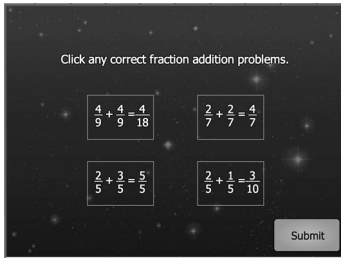 Click any correct fraction addition problems.
4/9 + 4/9 = 4/18
2/7 + 2/7 = 4/7
2/5 + 3/5 = 5/5
2/5 + 1/5 = 3/10
Submit